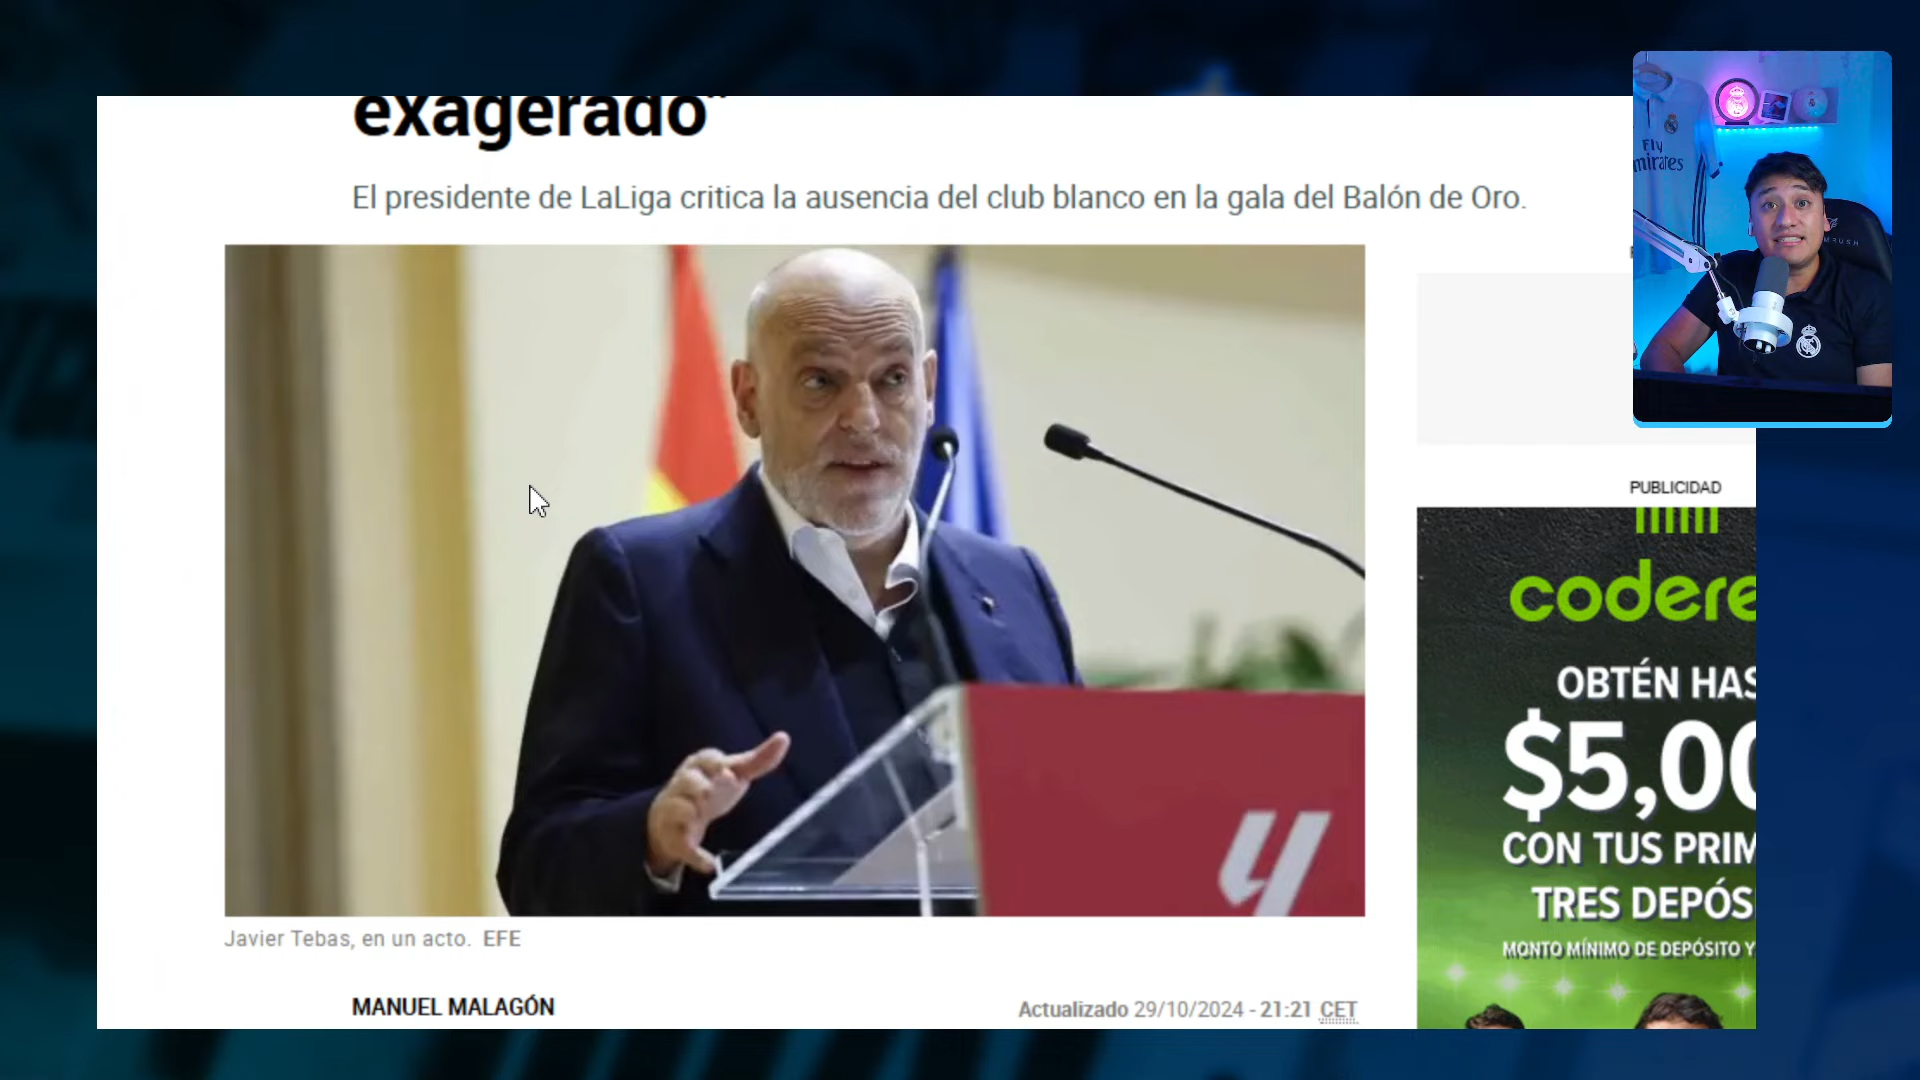 exagerado"
El presidente de LaLiga critica la ausencia del club blanco en la gala del Balón de Oro.
Fly
mirates
PUBLICIDAD
codere
OBTÉN HAS
$5,00
CON TUS PRIM
TRES DEPÓS
MONTO MÍNIMO DE DEPÓSITO Y
Javier Tebas, en un acto. EFE
MANUEL MALAGÓN
Actualizado 29/10/2024 - 21:21 CET